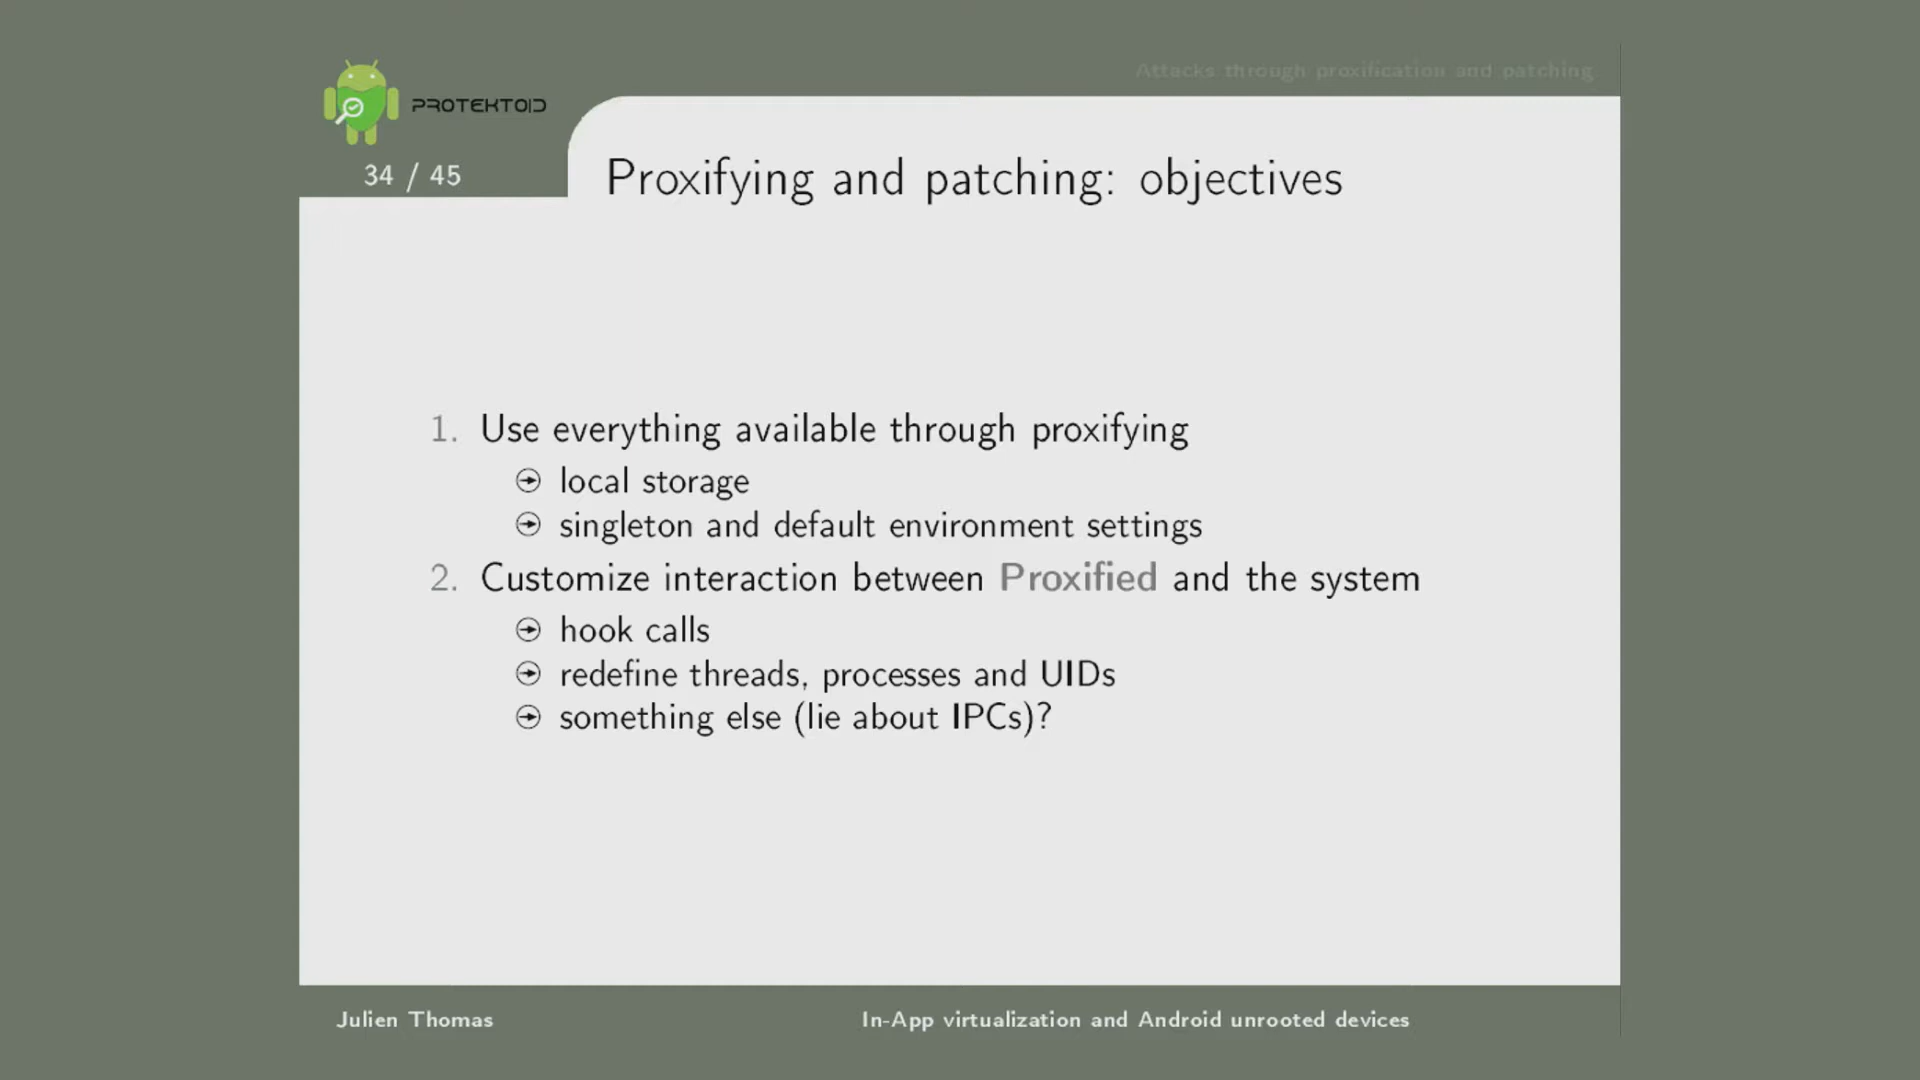 Attacks through proxification and patching
PROTEKTOID
34 / 45
Proxifying and patching: objectives
1. Use everything available through proxifying
local storage
singleton and default environment settings
2. Customize interaction between Proxified and the system
hook calls
redefine threads, processes and UIDs
something else (lie about IPCs)?
Julien Thomas
In-App virtualization and Android unrooted devices